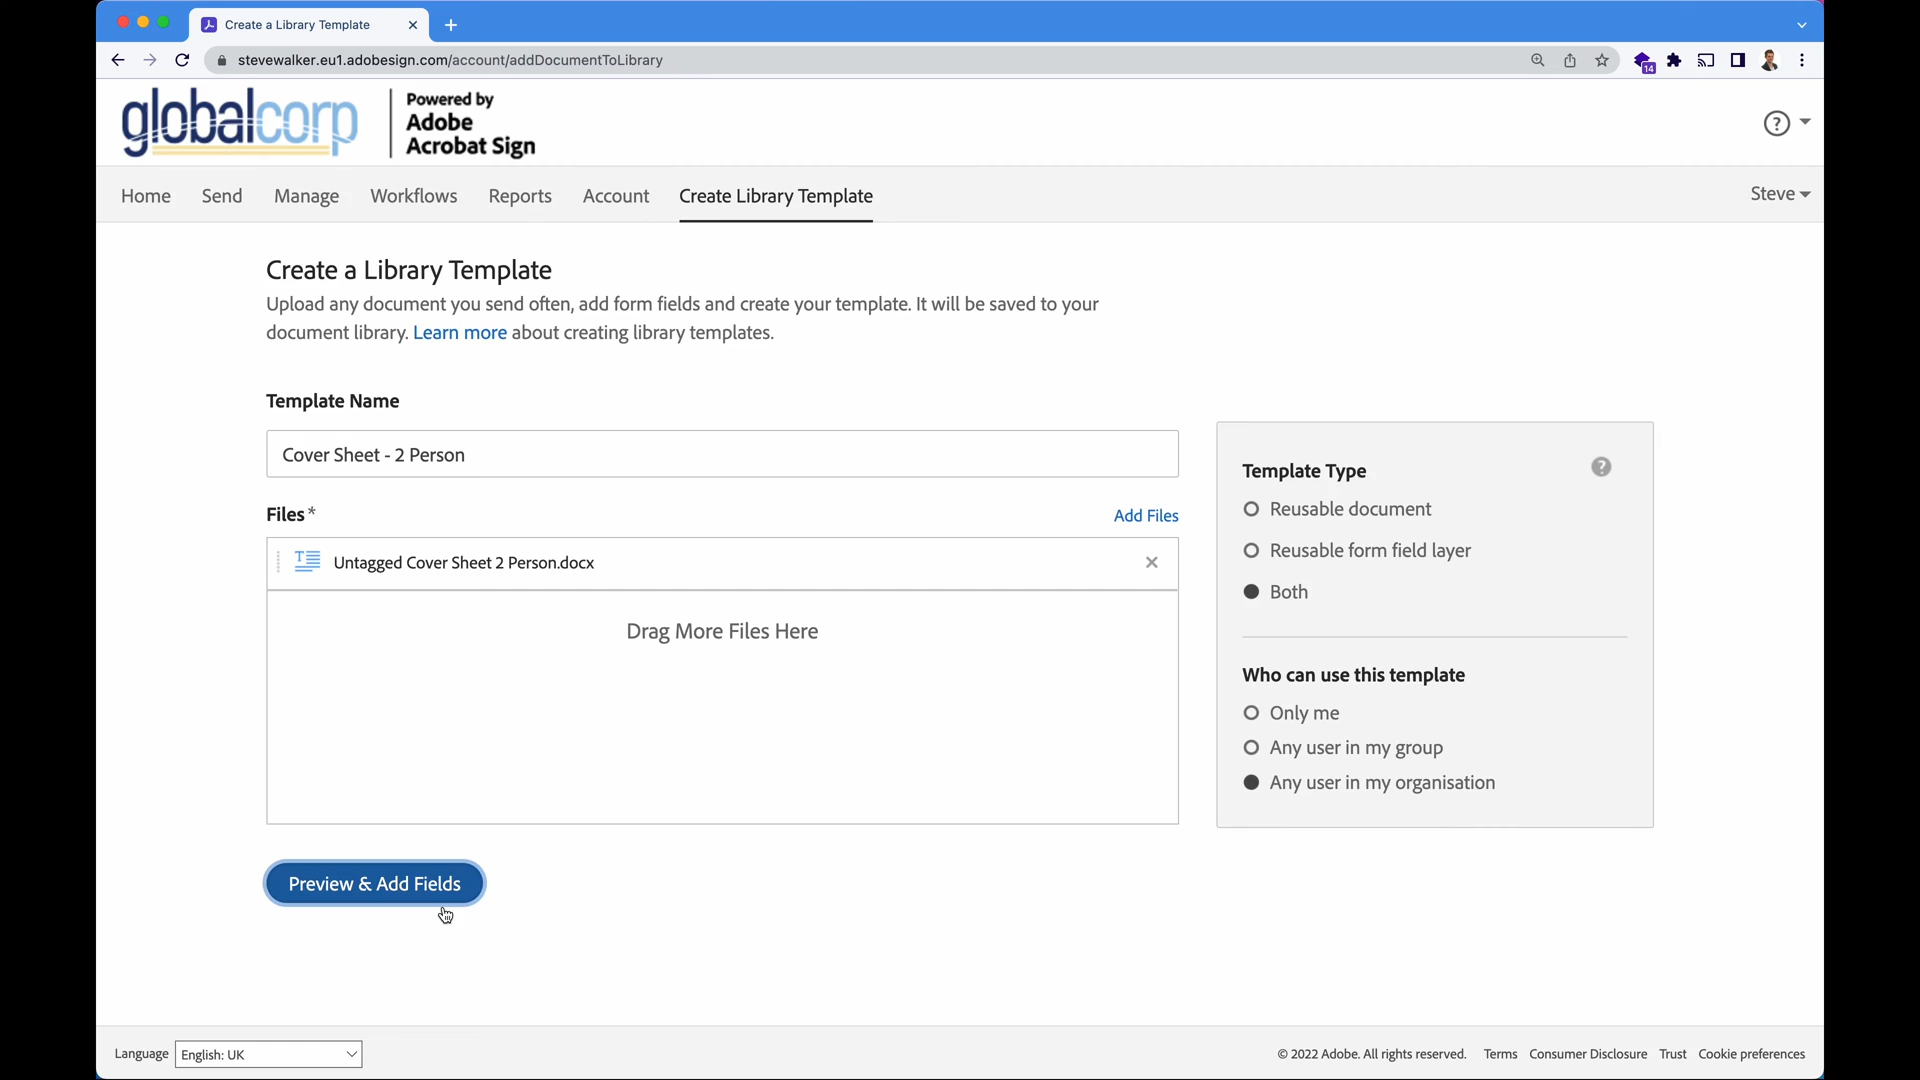 Create a Library Template
stevewalker.eu1.adobesign.com/account/addDocumentToLibrary
14
globalcorp
Powered by
Adobe
Acrobat Sign
?
Home Send Manage Workflows Reports Account Create Library Template
Steve
Create a Library Template
Upload any document you send often, add form fields and create your template. It will be saved to your
document library. Learn more about creating library templates.
Template Name
Cover Sheet - 2 Person
Files*
Add Files
Untagged Cover Sheet 2 Person.docx
Drag More Files Here
Template Type
?
Reusable document
Reusable form field layer
Both
Who can use this template
Only me
Any user in my group
Any user in my organisation
Preview & Add Fields
Language English: UK
© 2022 Adobe. All rights reserved. Terms Consumer Disclosure Trust Cookie preferences